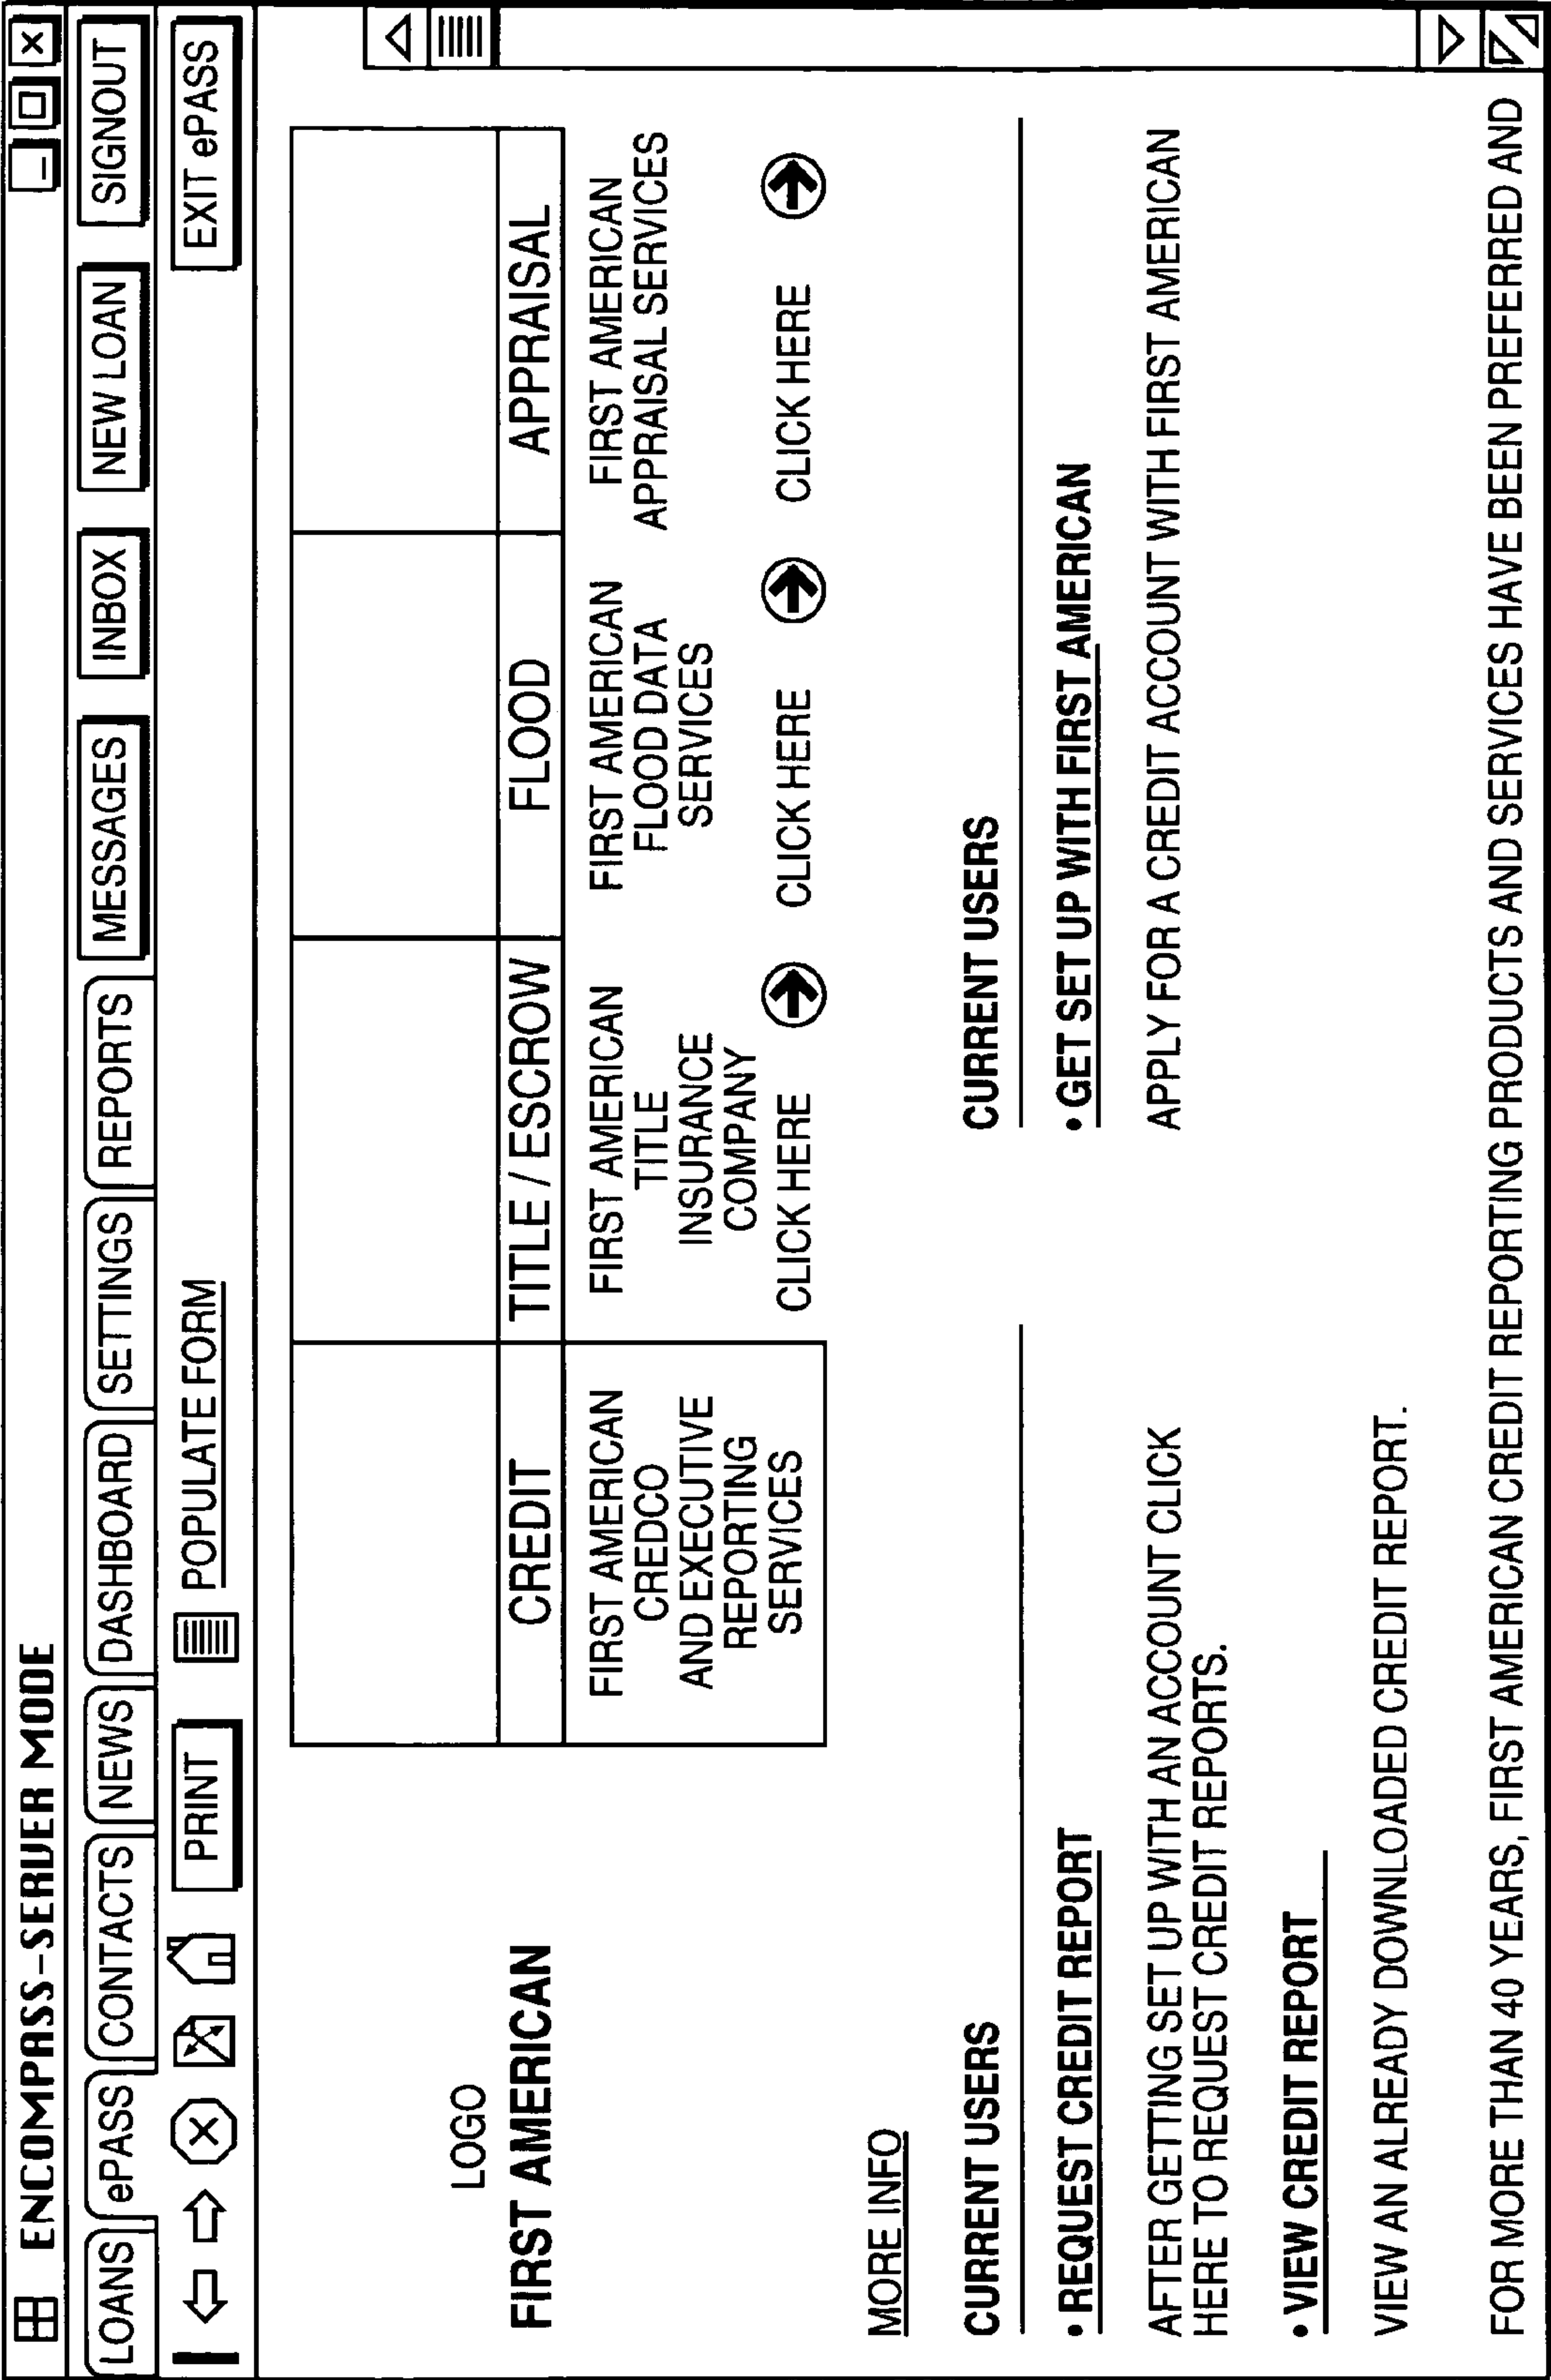 ENCOMPASS-SERVER MODE
LOANS ePASS CONTACTS NEWS DASHBOARD SETTINGS REPORTS MESSAGES INBOX NEW LOAN SIGNOUT
PRINT POPULATE FORM EXIT ePASS
LOGO
FIRST AMERICAN
CREDIT TITLE / ESCROW FLOOD APPRAISAL
FIRST AMERICAN
CREDCO
AND EXECUTIVE
REPORTING
SERVICES
FIRST AMERICAN
TITLE
INSURANCE
COMPANY
CLICK HERE
FIRST AMERICAN
FLOOD DATA
SERVICES
CLICK HERE
FIRST AMERICAN
APPRAISAL SERVICES
CLICK HERE
MORE INFO
CURRENT USERS
• REQUEST CREDIT REPORT
AFTER GETTING SET UP WITH AN ACCOUNT CLICK
HERE TO REQUEST CREDIT REPORTS.
• VIEW CREDIT REPORT
VIEW AN ALREADY DOWNLOADED CREDIT REPORT.
CURRENT USERS
• GET SET UP WITH FIRST AMERICAN
APPLY FOR A CREDIT ACCOUNT WITH FIRST AMERICAN
FOR MORE THAN 40 YEARS, FIRST AMERICAN CREDIT REPORTING PRODUCTS AND SERVICES HAVE BEEN PREFERRED AND